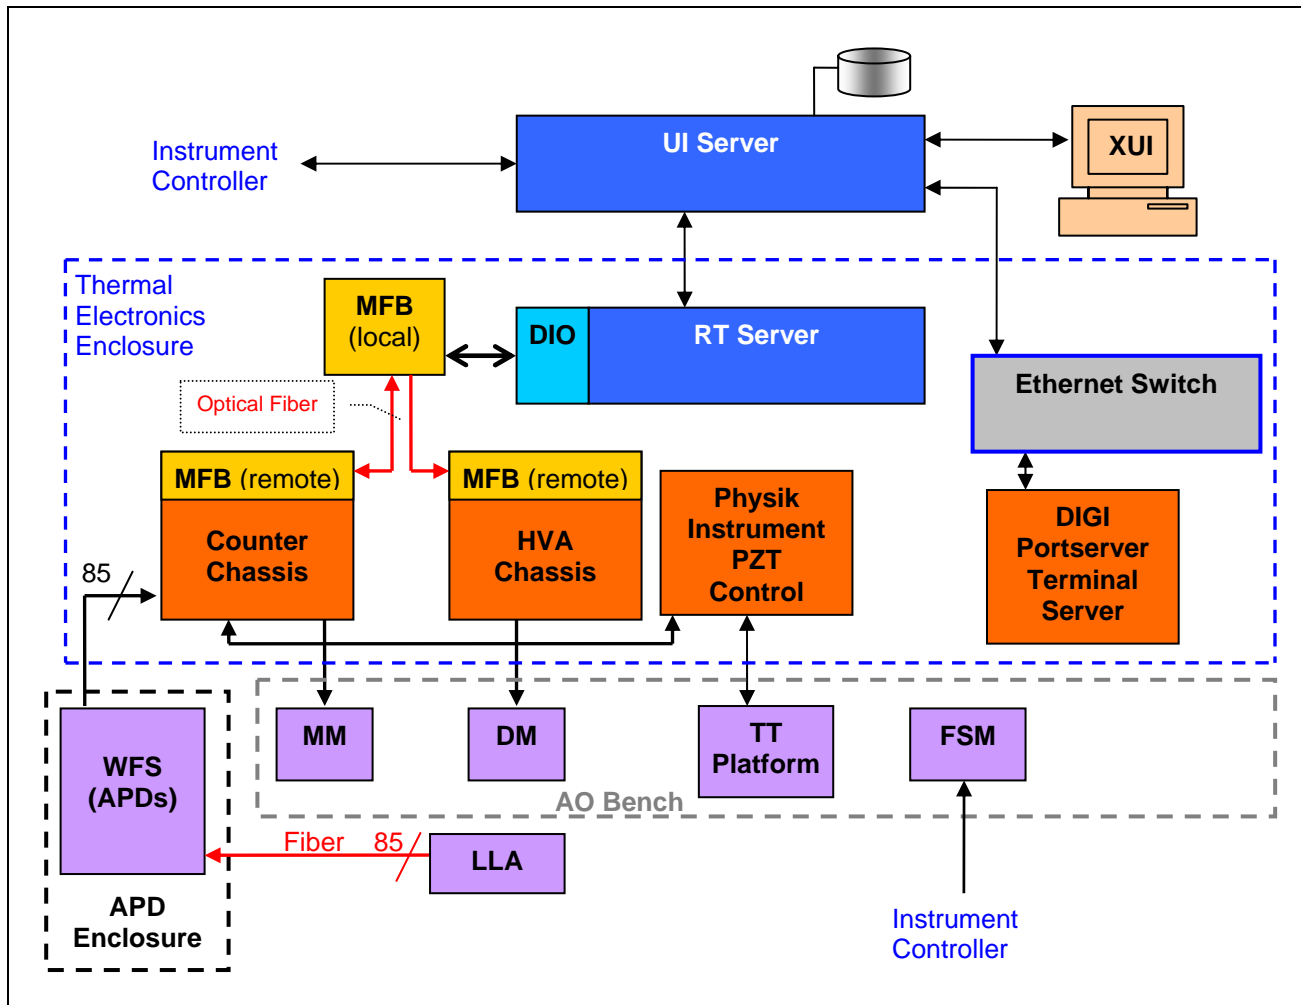 UI Server
XUI
Instrument
Controller
Thermal
Electronics
Enclosure
MFB
(local)
DIO
RT Server
Ethernet Switch
Optical Fiber
MFB (remote)
Counter
Chassis
MFB (remote)
HVA
Chassis
Physik
Instrument
PZT
Control
DIGI
Portserver
Terminal
Server
85
WFS
(APDs)
MM
DM
TT
Platform
FSM
AO Bench
Fiber 85
LLA
APD
Enclosure
Instrument
Controller